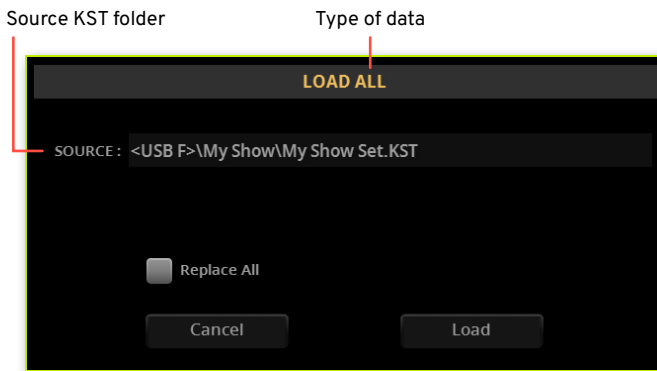 Source KST folder
Type of data
LOAD ALL
SOURCE : <USB F>\My Show\My Show Set.KST
Replace All
Cancel
Load